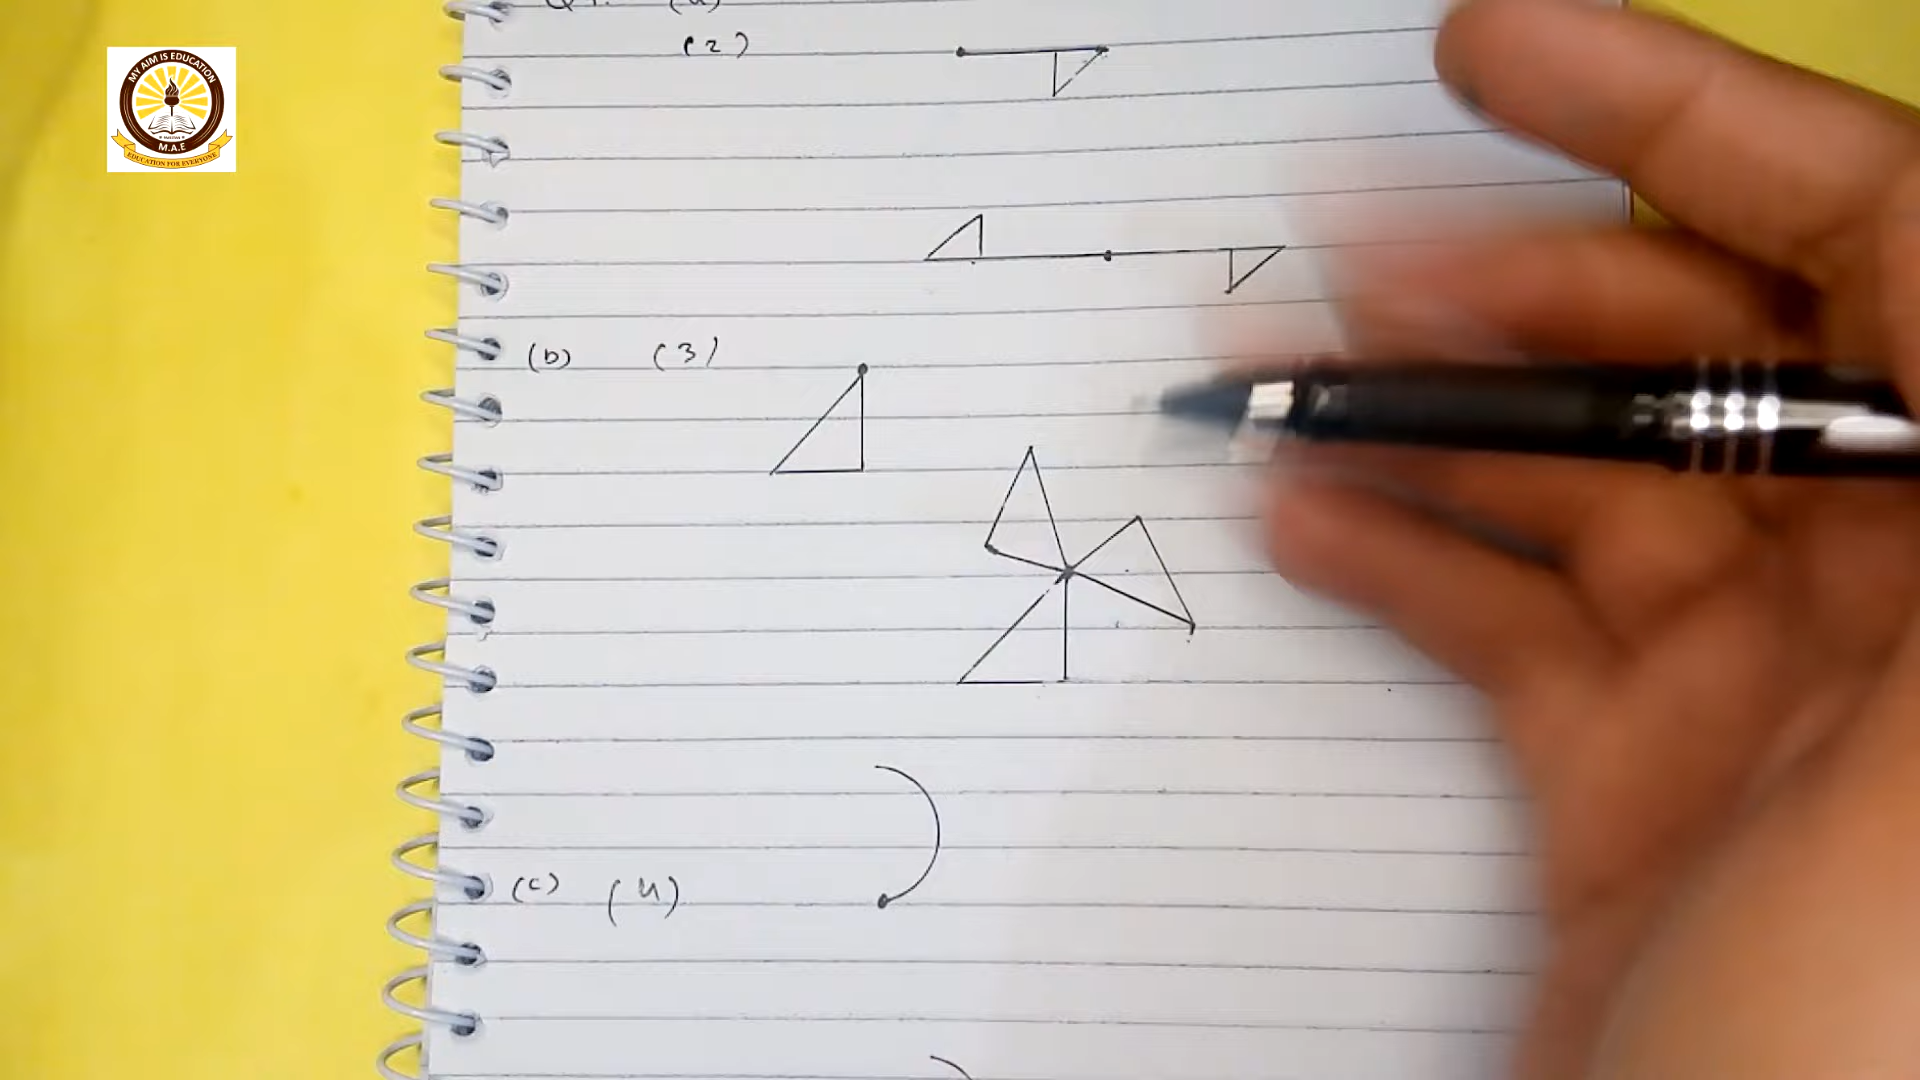 MY AIM IS EDUCATION
M.A.E
EDUCATION FOR EVERYONE
(2)
(b) (3)
(c) (4)